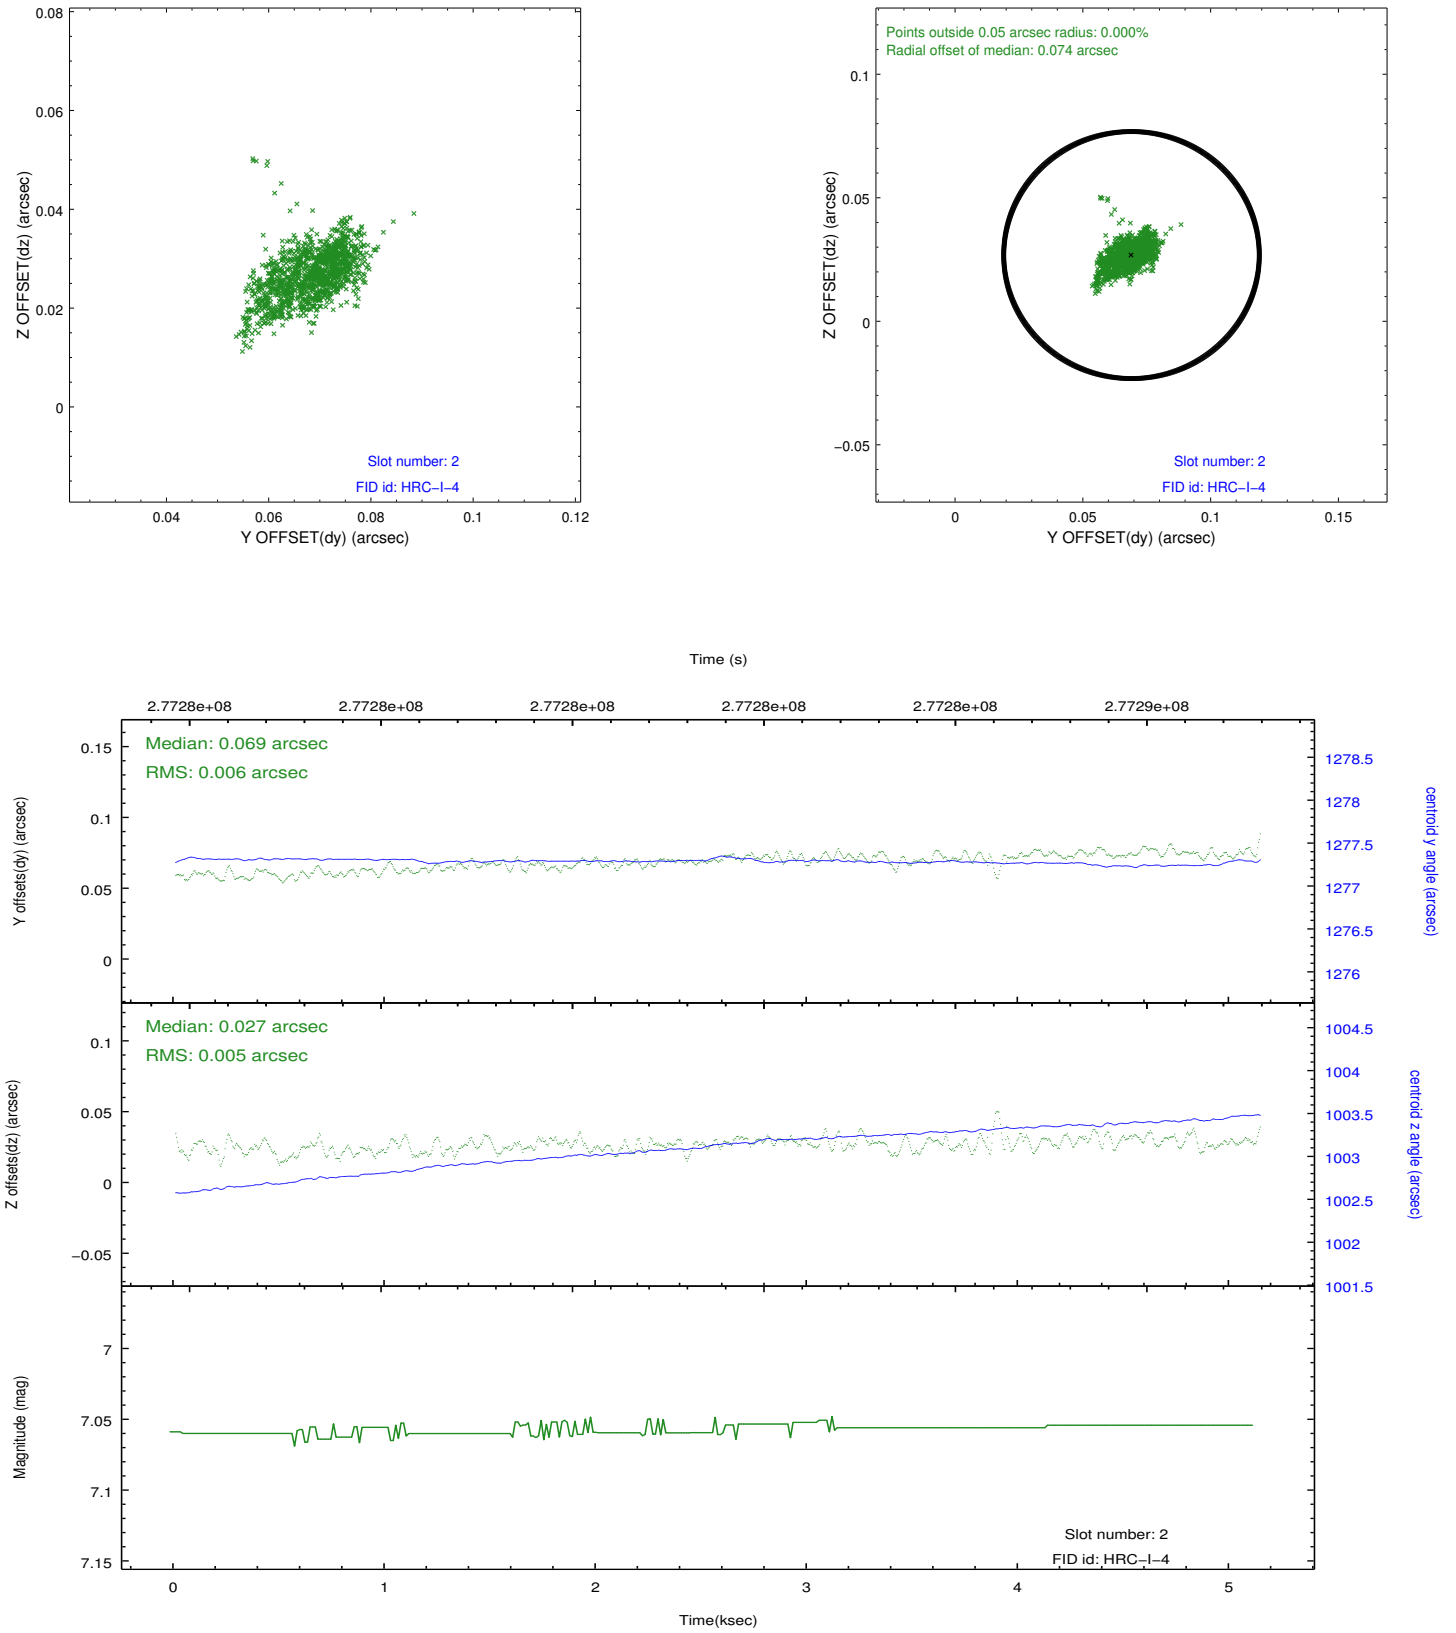 0.08
0.06
0.04
0.02
0
Z OFFSET(dz) (arcsec)
Slot number: 2
FID id: HRC−I−4
0.04 0.06 0.08 0.1 0.12
Y OFFSET(dy) (arcsec)
Points outside 0.05 arcsec radius: 0.000%
Radial offset of median: 0.074 arcsec
0.1
0.05
0
−0.05
Z OFFSET(dz) (arcsec)
Slot number: 2
FID id: HRC−I−4
0 0.05 0.1 0.15
Y OFFSET(dy) (arcsec)
Time (s)
2.7728e+08 2.7728e+08 2.7728e+08 2.7728e+08 2.7728e+08 2.7729e+08
Median: 0.069 arcsec
RMS: 0.006 arcsec
0.15
0.1
0.05
0
Y offsets(dy) (arcsec)
1278.5
1278
1277.5
1277
1276.5
1276
centroid y angle (arcsec)
Median: 0.027 arcsec
RMS: 0.005 arcsec
0.1
0.05
0
−0.05
Z offsets(dz) (arcsec)
1004.5
1004
1003.5
1003
1002.5
1002
1001.5
centroid z angle (arcsec)
7
7.05
7.1
7.15
Magnitude (mag)
Slot number: 2
FID id: HRC−I−4
0 1 2 3 4 5
Time(ksec)